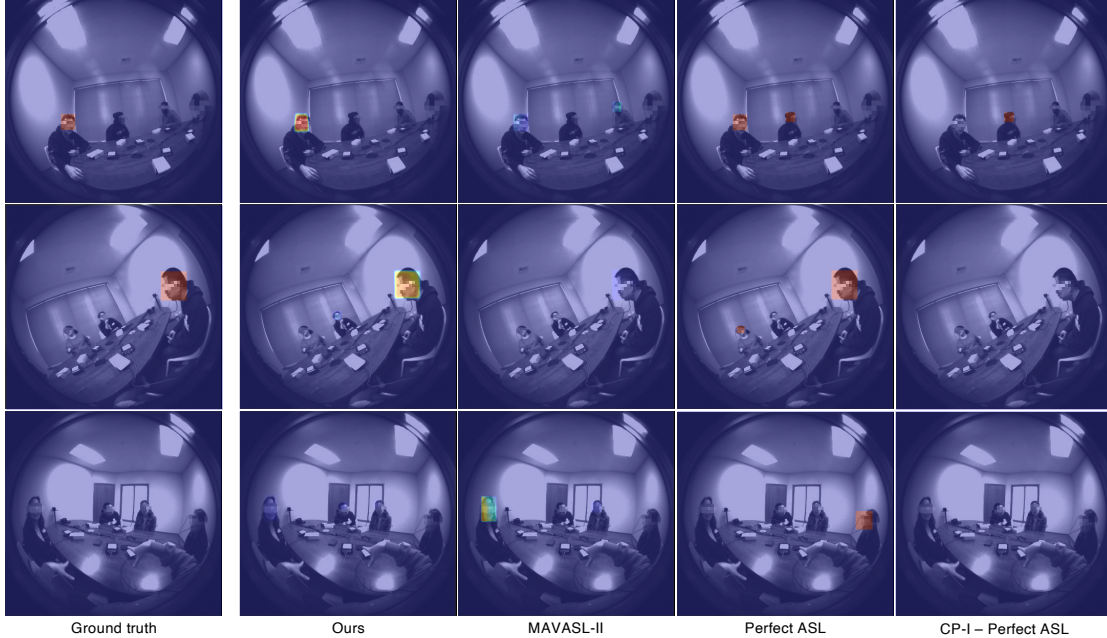 Ground truth
Ours
MAVASL-II
Perfect ASL
CP-I – Perfect ASL